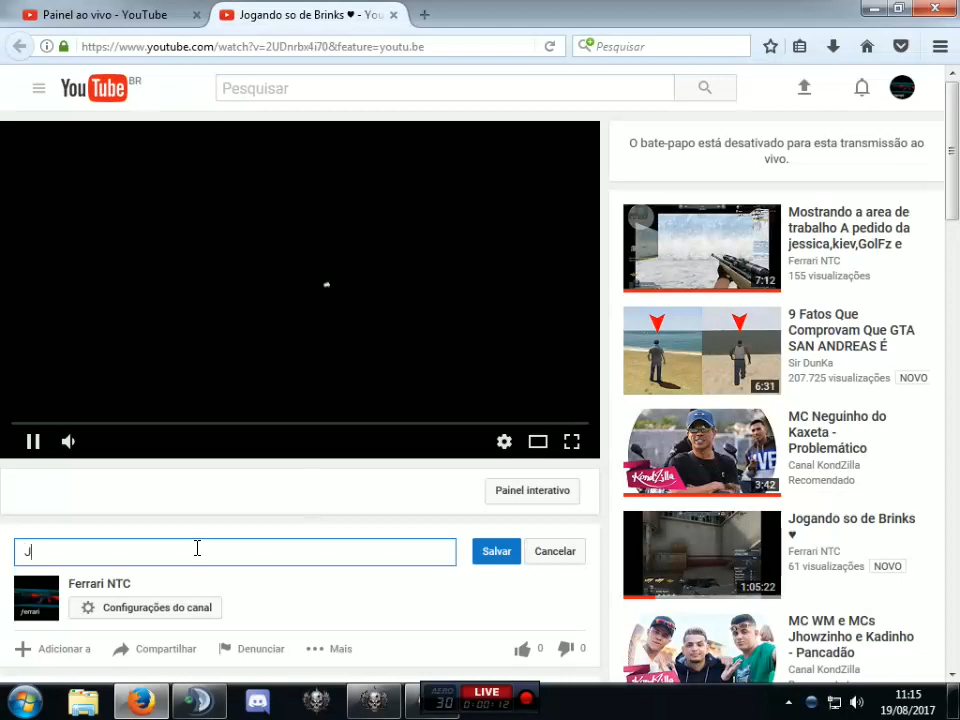 Painel ao vivo - YouTube
Jogando so de Brinks ♥ - You
https://www.youtube.com/watch?v=2UDnrbx4i70&feature=youtu.be
Pesquisar
YouTube BR
Pesquisar
O bate-papo está desativado para esta transmissão ao
vivo.
Mostrando a area de
trabalho A pedido da
jessica,kiev,GolFz e
Ferrari NTC
155 visualizações
7:12
9 Fatos Que
Comprovam Que GTA
SAN ANDREAS É
Sir DunKa
207.725 visualizações NOVO
6:31
MC Neguinho do
Kaxeta -
Problemático
Canal KondZilla
Recomendado
KondZilla
3:42
Painel interativo
Jogando so de Brinks
♥
Ferrari NTC
61 visualizações NOVO
1:05:22
J
Salvar
Cancelar
Ferrari NTC
ferrari
Configurações do canal
MC WM e MCs
Jhowzinho e Kadinho
- Pancadão
Canal KondZilla
Adicionar a
Compartilhar
Denunciar
Mais
0
0
AERO
30
LIVE
0:00:12
11:15
19/08/2017